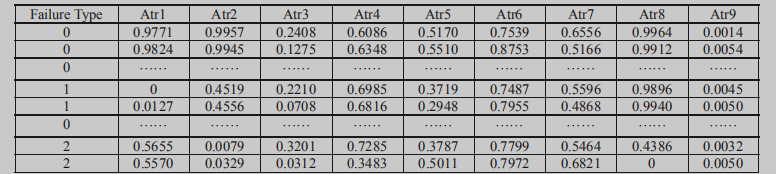 Failure Type Atr1 Atr2 Atr3 Atr4 Atr5 Atr6 Atr7 Atr8 Atr9
0 0.9771 0.9957 0.2408 0.6086 0.5170 0.7539 0.6556 0.9964 0.0014
0 0.9824 0.9945 0.1275 0.6348 0.5510 0.8753 0.5166 0.9912 0.0054
0 …… …… …… …… …… …… …… …… ……
1 0 0.4519 0.2210 0.6985 0.3719 0.7487 0.5596 0.9896 0.0045
1 0.0127 0.4556 0.0708 0.6816 0.2948 0.7955 0.4868 0.9940 0.0050
0 …… …… …… …… …… …… …… …… ……
2 0.5655 0.0079 0.3201 0.7285 0.3787 0.7799 0.5464 0.4386 0.0032
2 0.5570 0.0329 0.0312 0.3483 0.5011 0.7972 0.6821 0 0.0050